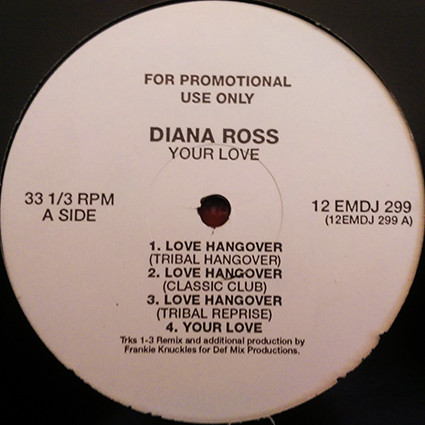 FOR PROMOTIONAL
USE ONLY
DIANA ROSS
YOUR LOVE
33 1/3 RPM
A SIDE
12 EMDJ 299
(12EMDJ 299 A)
1. LOVE HANGOVER
(TRIBAL HANGOVER)
2. LOVE HANGOVER
(CLASSIC CLUB)
3. LOVE HANGOVER
(TRIBAL REPRISE)
4. YOUR LOVE
Trks 1-3 Remix and additional production by
Frankie Knuckles for Def Mix Productions.